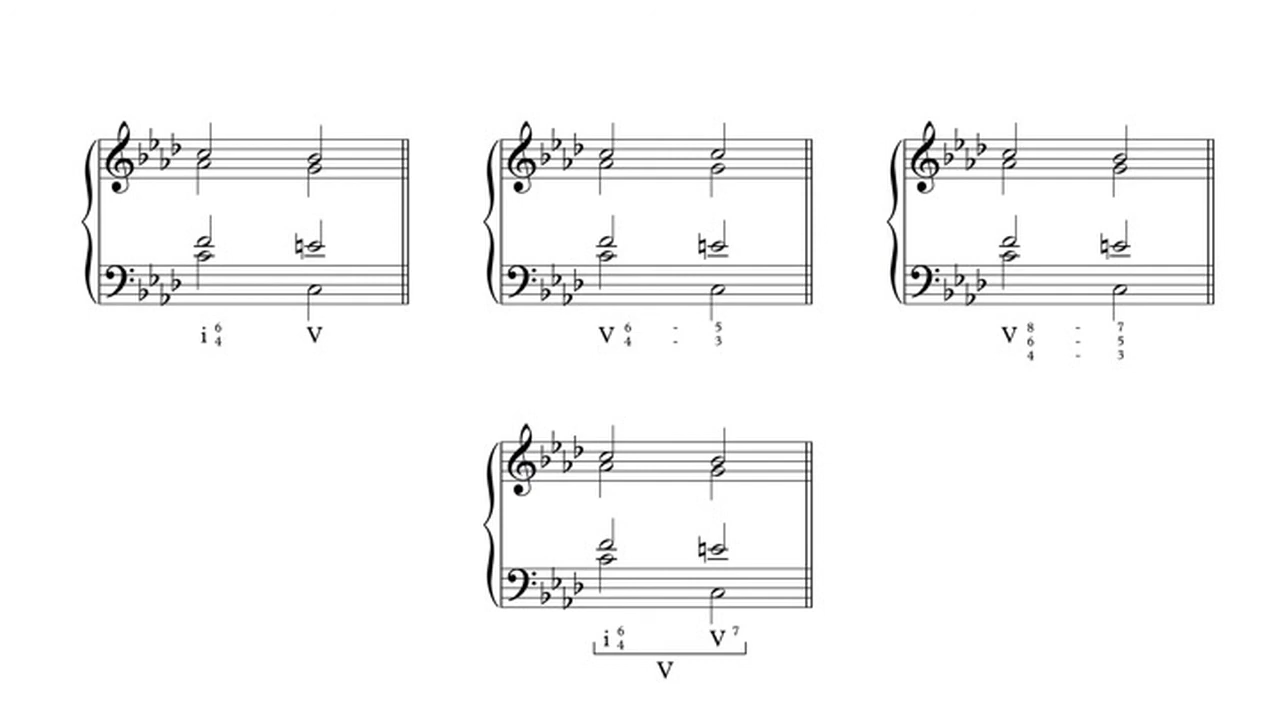 i 6 4 V
V 6 - 5
4 - 3
V 8 - 7
6 - 5
4 - 3
i 6 4 V 7
V